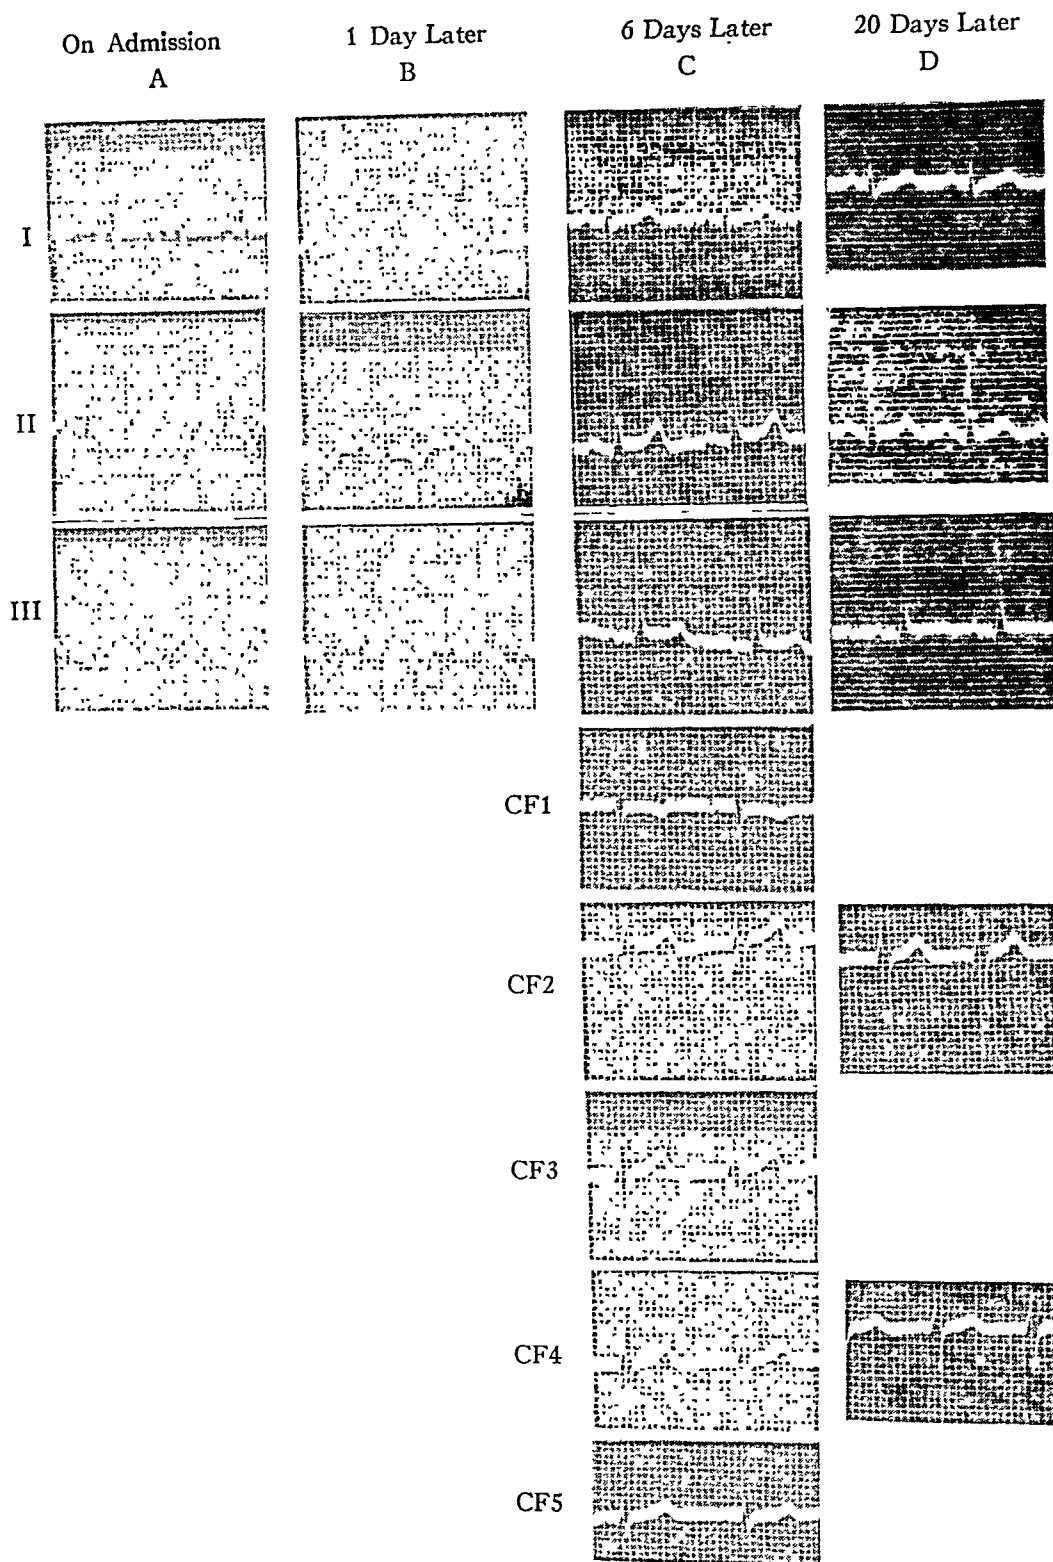 On Admission 1 Day Later 6 Days Later 20 Days Later
A B C D
I
II
III
CF1
CF2
CF3
CF4
CF5